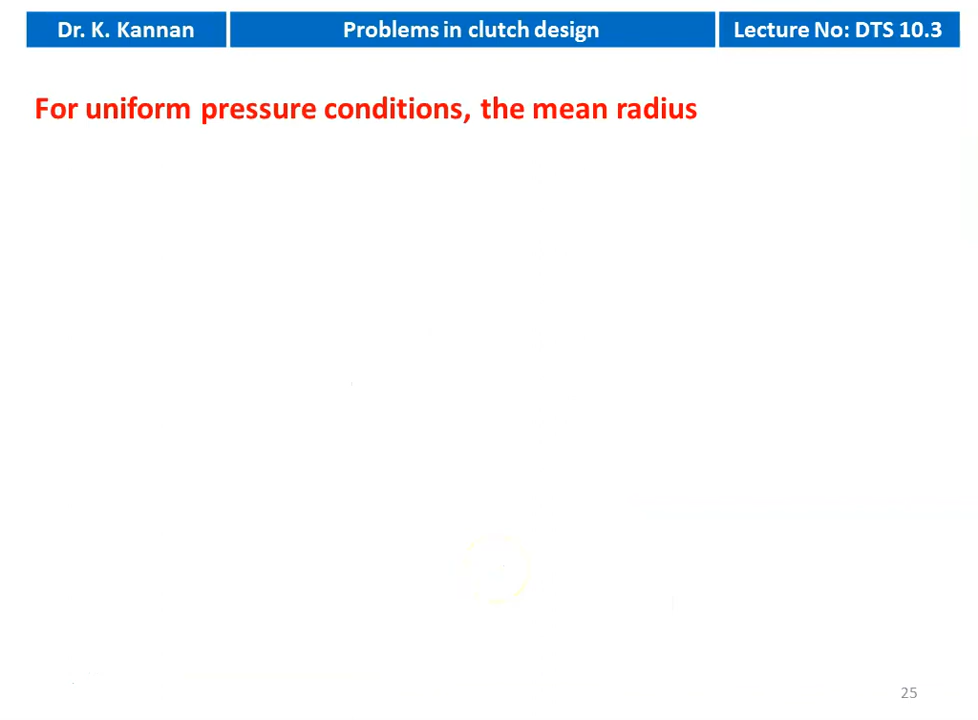 Dr. K. Kannan
Problems in clutch design
Lecture No: DTS 10.3
For uniform pressure conditions, the mean radius
25